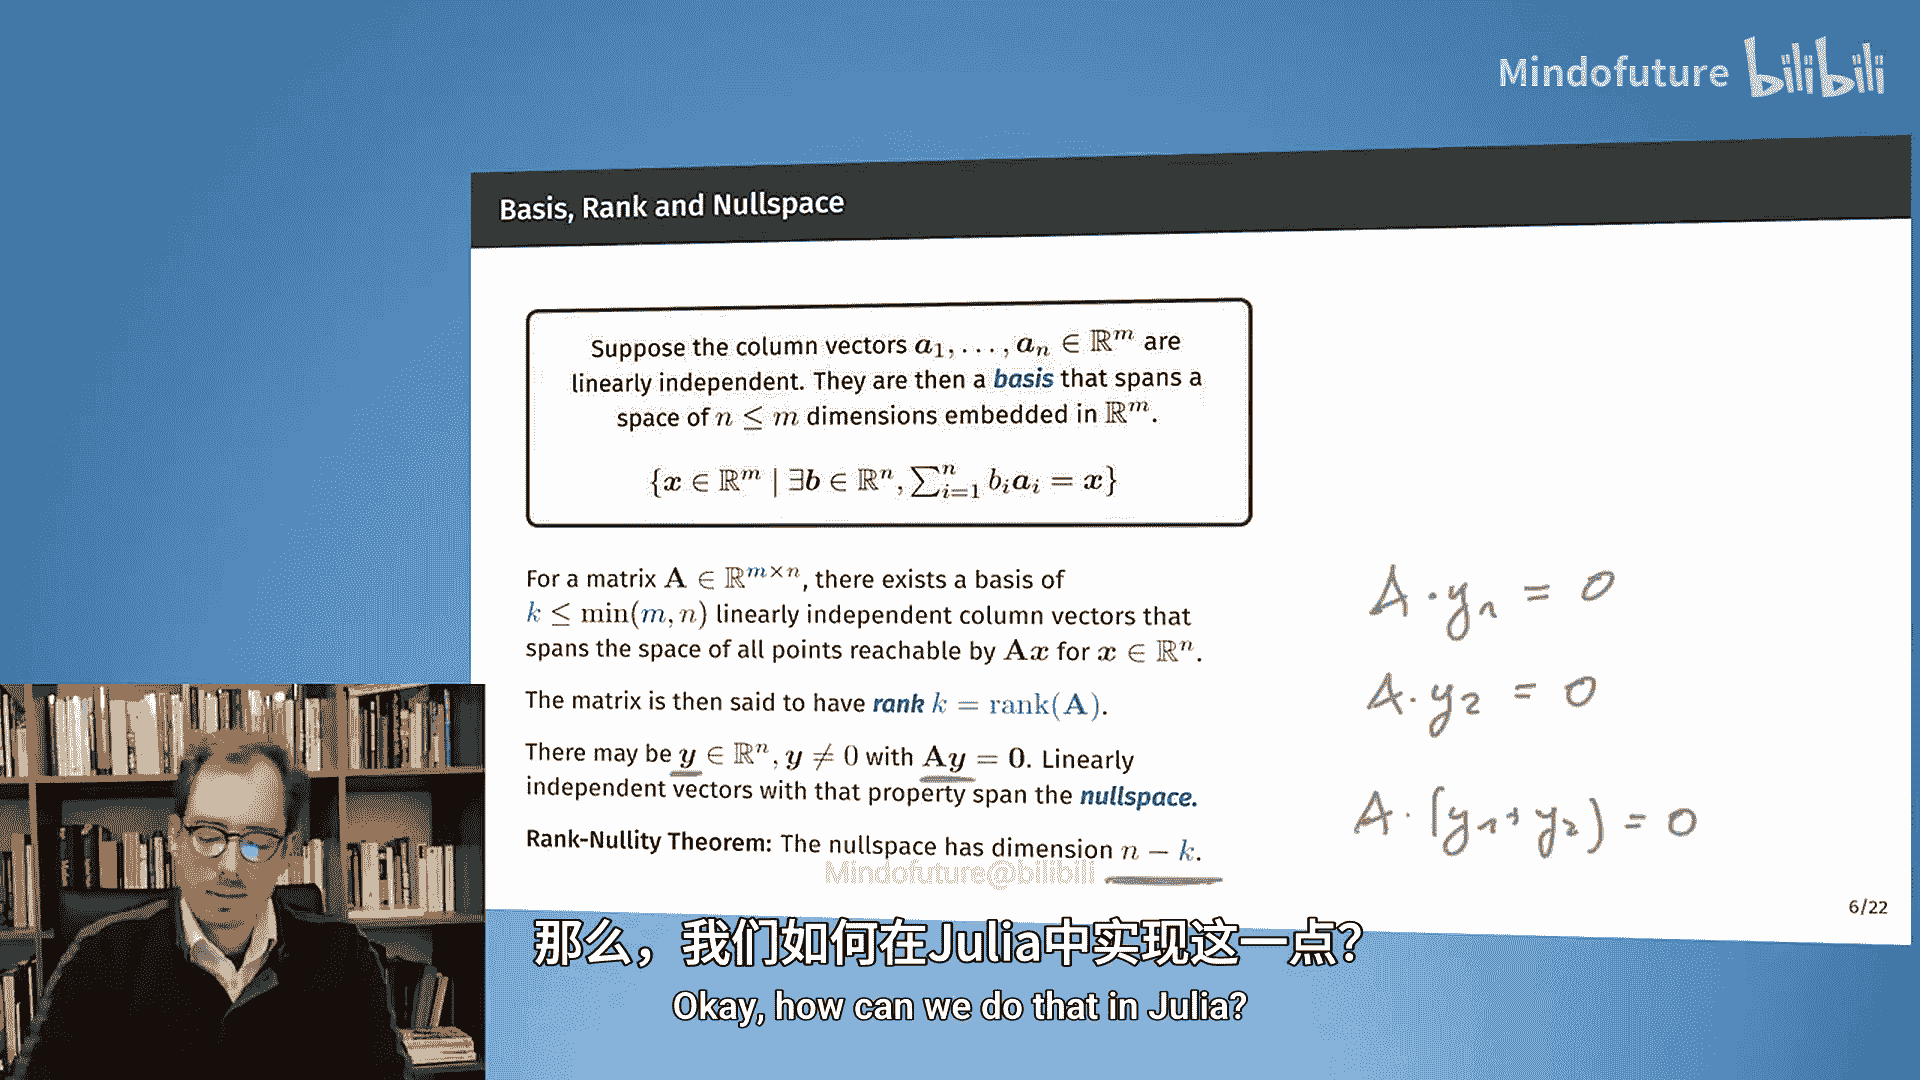 Mindofuture bilibili
Basis, Rank and Nullspace
Suppose the column vectors a₁, . . . , aₙ ∈ ℝᵐ are
linearly independent. They are then a basis that spans a
space of n ≤ m dimensions embedded in ℝᵐ.
{x ∈ ℝᵐ | ∃b ∈ ℝⁿ, ∑ⁿᵢ₌₁ bᵢaᵢ = x}
For a matrix A ∈ ℝᵐˣⁿ, there exists a basis of
k ≤ min(m, n) linearly independent column vectors that
spans the space of all points reachable by Ax for x ∈ ℝⁿ.
The matrix is then said to have rank k = rank(A).
There may be y ∈ ℝⁿ, y ≠ 0 with Ay = 0. Linearly
independent vectors with that property span the nullspace.
Rank-Nullity Theorem: The nullspace has dimension n − k.
A · y₁ = 0
A · y₂ = 0
A · (y₁ + y₂) = 0
Mindofuture@bilibili
6/22
那么，我们如何在Julia中实现这一点？
Okay, how can we do that in Julia?